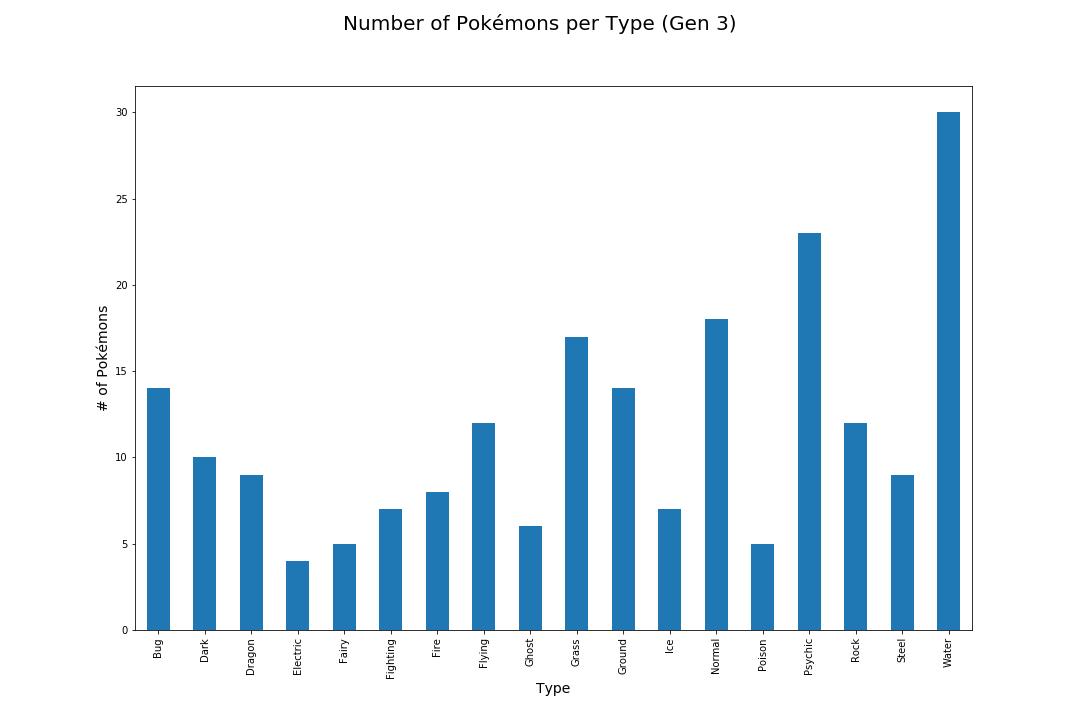 Number of Pokémons per Type (Gen 3)
# of Pokémons
30
25
20
15
10
5
0
Bug
Dark
Dragon
Electric
Fairy
Fighting
Fire
Flying
Ghost
Grass
Ground
Ice
Normal
Poison
Psychic
Rock
Steel
Water
Type